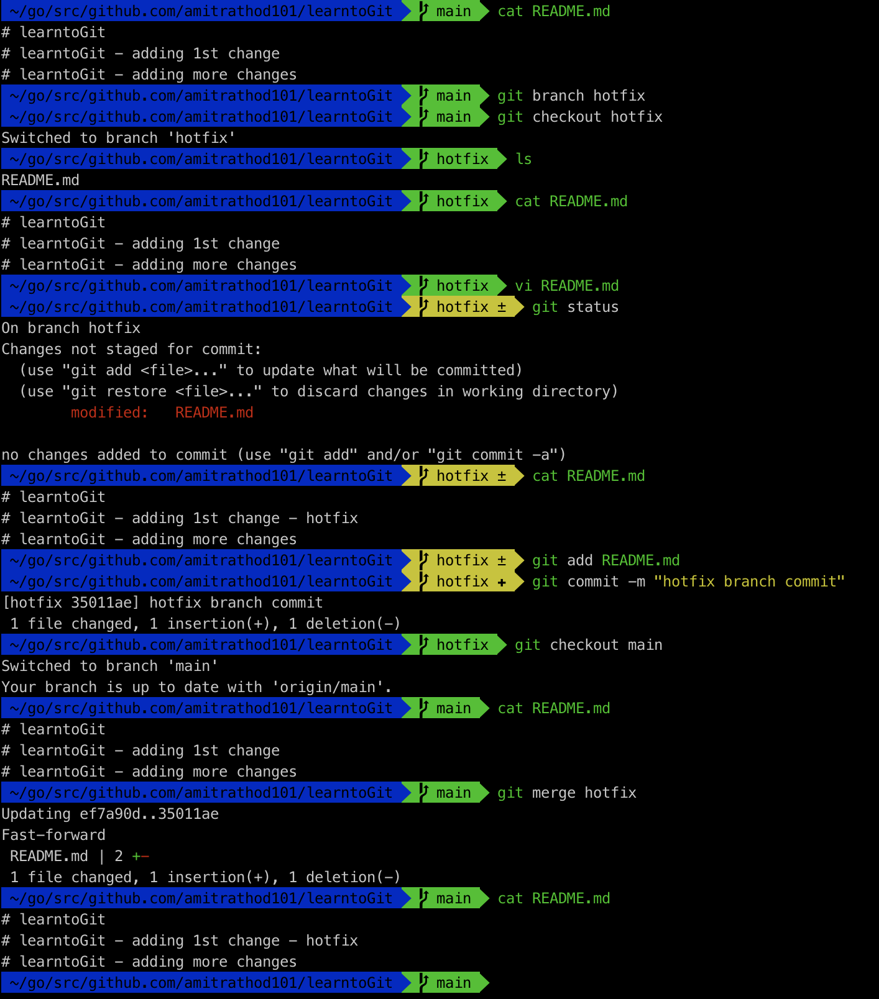 ~/go/src/github.com/amitrathod101/learntoGit main cat README.md
# learntoGit
# learntoGit - adding 1st change
# learntoGit - adding more changes
~/go/src/github.com/amitrathod101/learntoGit main git branch hotfix
~/go/src/github.com/amitrathod101/learntoGit main git checkout hotfix
Switched to branch 'hotfix'
~/go/src/github.com/amitrathod101/learntoGit hotfix ls
README.md
~/go/src/github.com/amitrathod101/learntoGit hotfix cat README.md
# learntoGit
# learntoGit - adding 1st change
# learntoGit - adding more changes
~/go/src/github.com/amitrathod101/learntoGit hotfix vi README.md
~/go/src/github.com/amitrathod101/learntoGit hotfix ± git status
On branch hotfix
Changes not staged for commit:
  (use "git add <file>..." to update what will be committed)
  (use "git restore <file>..." to discard changes in working directory)
        modified:   README.md
no changes added to commit (use "git add" and/or "git commit -a")
~/go/src/github.com/amitrathod101/learntoGit hotfix ± cat README.md
# learntoGit
# learntoGit - adding 1st change - hotfix
# learntoGit - adding more changes
~/go/src/github.com/amitrathod101/learntoGit hotfix ± git add README.md
~/go/src/github.com/amitrathod101/learntoGit hotfix ✚ git commit -m "hotfix branch commit"
[hotfix 35011ae] hotfix branch commit
 1 file changed, 1 insertion(+), 1 deletion(-)
~/go/src/github.com/amitrathod101/learntoGit hotfix git checkout main
Switched to branch 'main'
Your branch is up to date with 'origin/main'.
~/go/src/github.com/amitrathod101/learntoGit main cat README.md
# learntoGit
# learntoGit - adding 1st change
# learntoGit - adding more changes
~/go/src/github.com/amitrathod101/learntoGit main git merge hotfix
Updating ef7a90d..35011ae
Fast-forward
 README.md | 2 +-
 1 file changed, 1 insertion(+), 1 deletion(-)
~/go/src/github.com/amitrathod101/learntoGit main cat README.md
# learntoGit
# learntoGit - adding 1st change - hotfix
# learntoGit - adding more changes
~/go/src/github.com/amitrathod101/learntoGit main